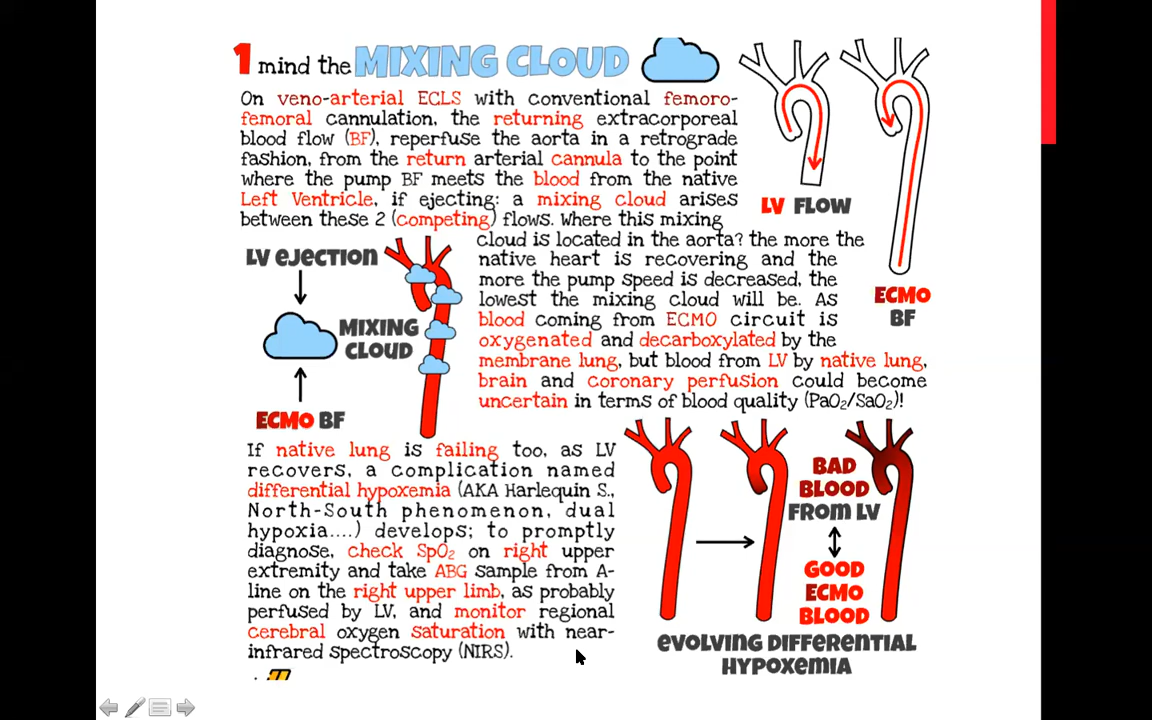 1 mind the MIXING CLOUD
On veno-arterial ECLS with conventional femoro-
femoral cannulation, the returning extracorporeal
blood flow (BF), reperfuse the aorta in a retrograde
fashion, from the return arterial cannula to the point
where the pump BF meets the blood from the native
Left Ventricle, if ejecting: a mixing cloud arises
between these 2 (competing) flows. Where this mixing
cloud is located in the aorta? the more the
native heart is recovering and the
more the pump speed is decreased, the
lowest the mixing cloud will be. As
blood coming from ECMO circuit is
oxygenated and decarboxylated by the
membrane lung, but blood from LV by native lung,
brain and coronary perfusion could become
uncertain in terms of blood quality (PaO2/SaO2)!
LV FLOW
ECMO
BF
LV EJECTION
MIXING
CLOUD
ECMO BF
If native lung is failing too, as LV
recovers, a complication named
differential hypoxemia (AKA Harlequin S.,
North-South phenomenon, dual
hypoxia....) develops; to promptly
diagnose, check SpO2 on right upper
extremity and take ABG sample from A-
line on the right upper limb, as probably
perfused by LV, and monitor regional
cerebral oxygen saturation with near-
infrared spectroscopy (NIRS).
BAD
BLOOD
FROM LV
GOOD
ECMO
BLOOD
EVOLVING DIFFERENTIAL
HYPOXEMIA